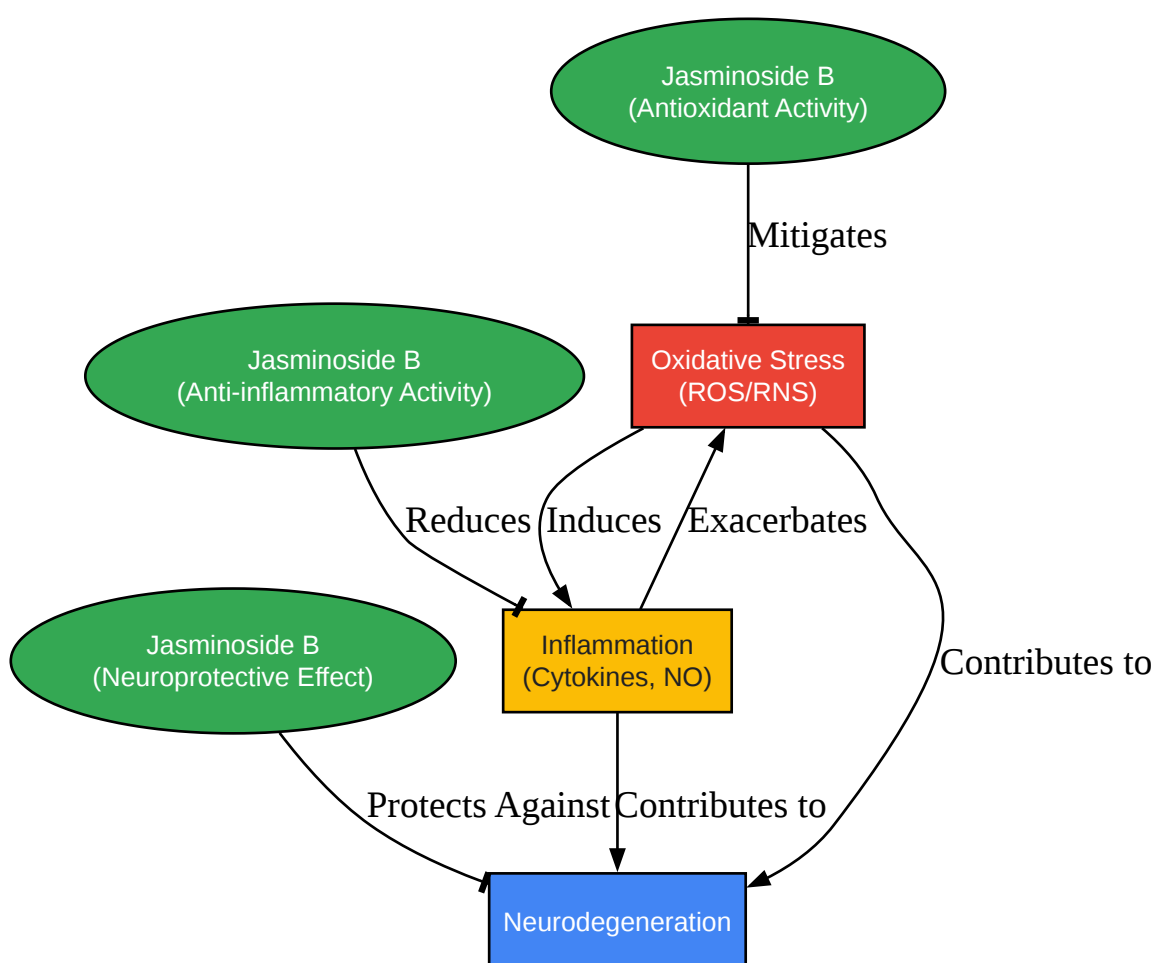 Jasminoside B
(Antioxidant Activity)
Mitigates
Jasminoside B
(Anti-inflammatory Activity)
Oxidative Stress
(ROS/RNS)
Reduces
Induces
Exacerbates
Jasminoside B
(Neuroprotective Effect)
Inflammation
(Cytokines, NO)
Contributes to
Protects Against
Contributes to
Neurodegeneration